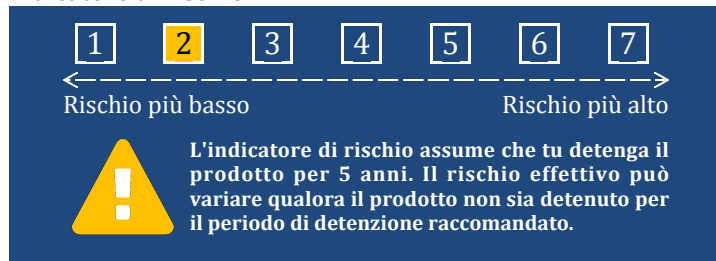 1 2 3 4 5 6 7
Rischio più basso Rischio più alto
L'indicatore di rischio assume che tu detenga il
prodotto per 5 anni. Il rischio effettivo può
variare qualora il prodotto non sia detenuto per
il periodo di detenzione raccomandato.